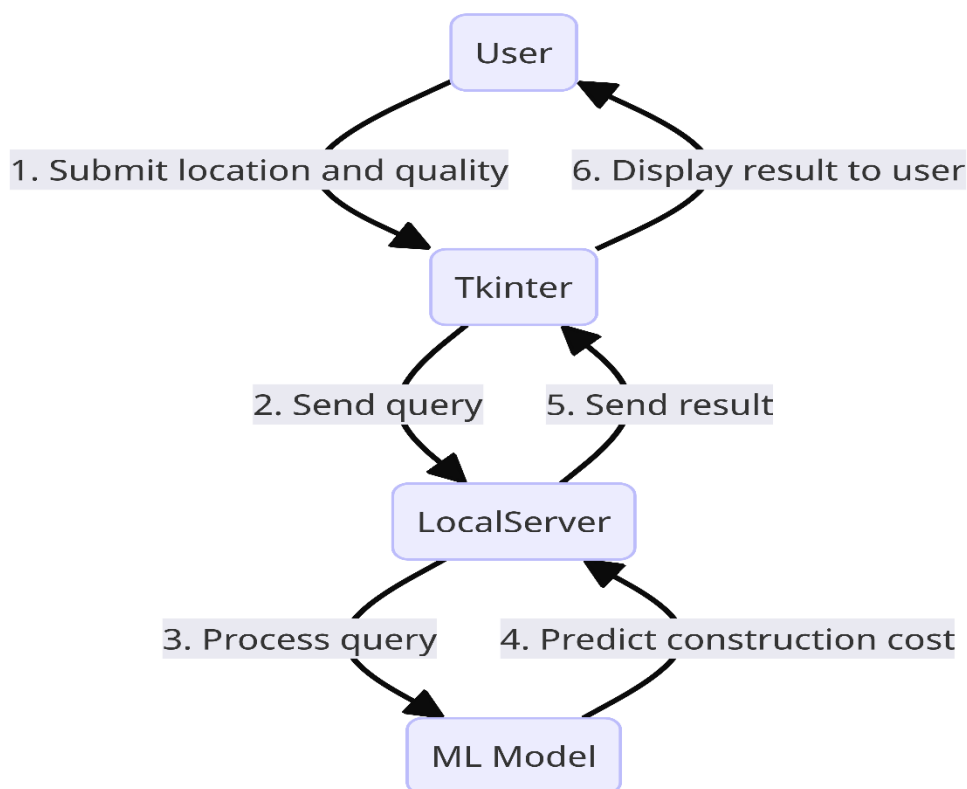 User
1. Submit location and quality
6. Display result to user
Tkinter
2. Send query
5. Send result
LocalServer
3. Process query
4. Predict construction cost
ML Model